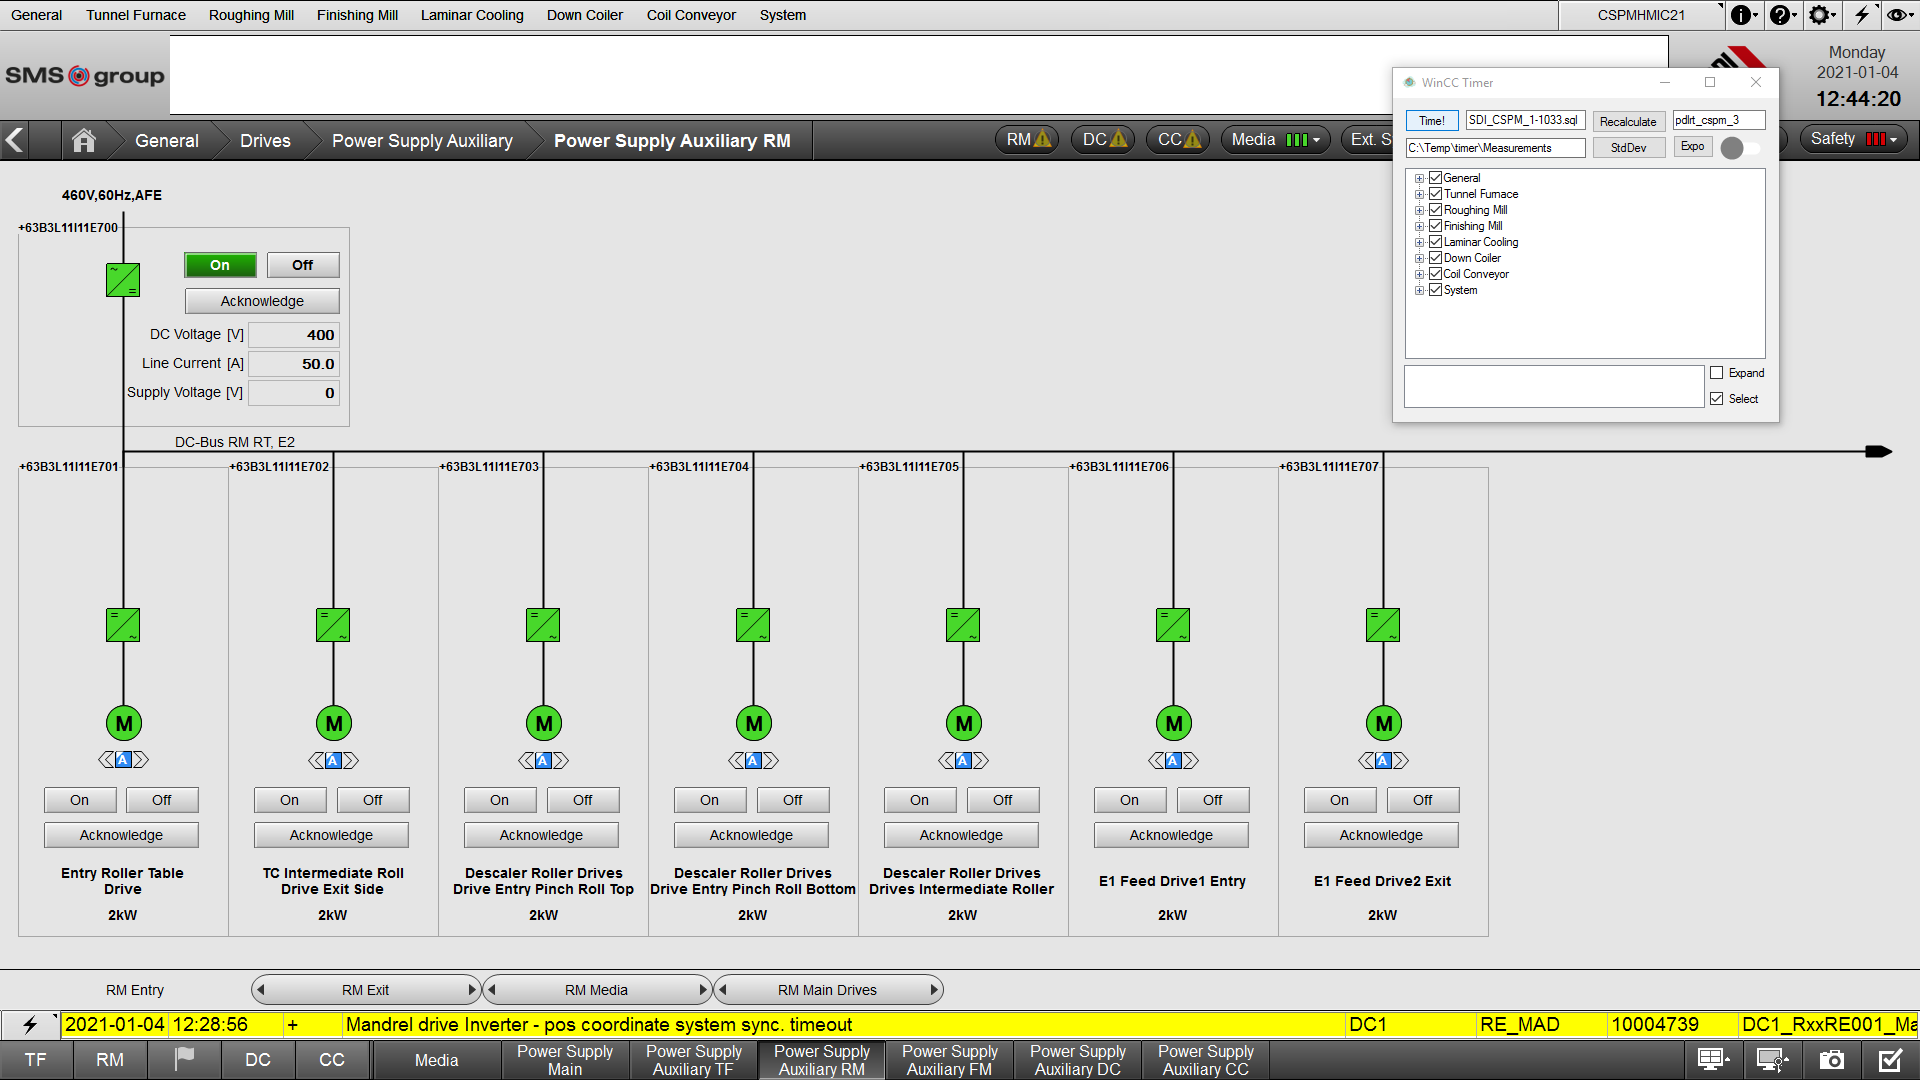 General Tunnel Furnace Roughing Mill Finishing Mill Laminar Cooling Down Coiler Coil Conveyor System CSPMHMIC21
SMS group
Monday
2021-01-04
12:44:20
WinCC Timer
Time! SDI_CSPM_1-1033.sql Recalculate pdlrt_cspm_3
C:\Temp\timer\Measurements StdDev Expo
General
Tunnel Furnace
Roughing Mill
Finishing Mill
Laminar Cooling
Down Coiler
Coil Conveyor
System
Expand
Select
General Drives Power Supply Auxiliary Power Supply Auxiliary RM RM DC CC Media Ext. S Safety
460V,60Hz,AFE
+63B3L11I11E700
On Off
Acknowledge
DC Voltage [V] 400
Line Current [A] 50.0
Supply Voltage [V] 0
DC-Bus RM RT, E2
+63B3L11I11E701 +63B3L11I11E702 +63B3L11I11E703 +63B3L11I11E704 +63B3L11I11E705 +63B3L11I11E706 +63B3L11I11E707
M M M M M M M
A A A A A A A
On Off On Off On Off On Off On Off On Off On Off
Acknowledge Acknowledge Acknowledge Acknowledge Acknowledge Acknowledge Acknowledge
Entry Roller Table
Drive
2kW
TC Intermediate Roll
Drive Exit Side
2kW
Descaler Roller Drives
Drive Entry Pinch Roll Top
2kW
Descaler Roller Drives
Drive Entry Pinch Roll Bottom
2kW
Descaler Roller Drives
Drives Intermediate Roller
2kW
E1 Feed Drive1 Entry
2kW
E1 Feed Drive2 Exit
2kW
RM Entry RM Exit RM Media RM Main Drives
2021-01-04 12:28:56 + Mandrel drive Inverter - pos coordinate system sync. timeout DC1 RE_MAD 10004739 DC1_RxxRE001_Ma
TF RM DC CC Media
Power Supply
Main
Power Supply
Auxiliary TF
Power Supply
Auxiliary RM
Power Supply
Auxiliary FM
Power Supply
Auxiliary DC
Power Supply
Auxiliary CC